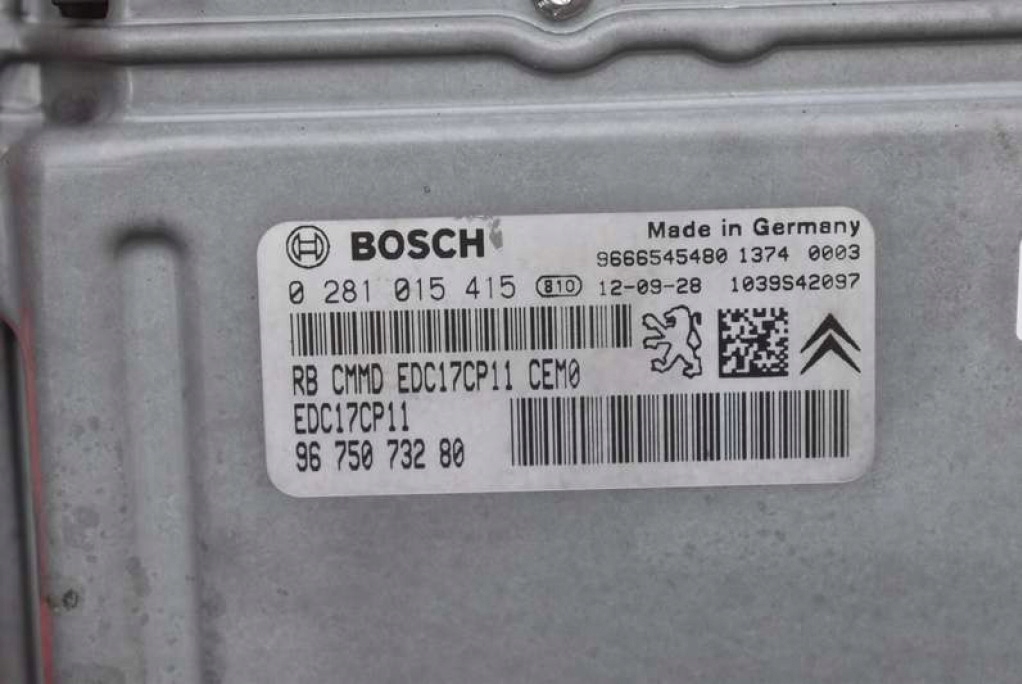 BOSCH
Made in Germany
9666545480 1374 0003
0 281 015 415 810 12-09-28 1039S42097
RB CMMD EDC17CP11 CEM0
EDC17CP11
96 750 732 80